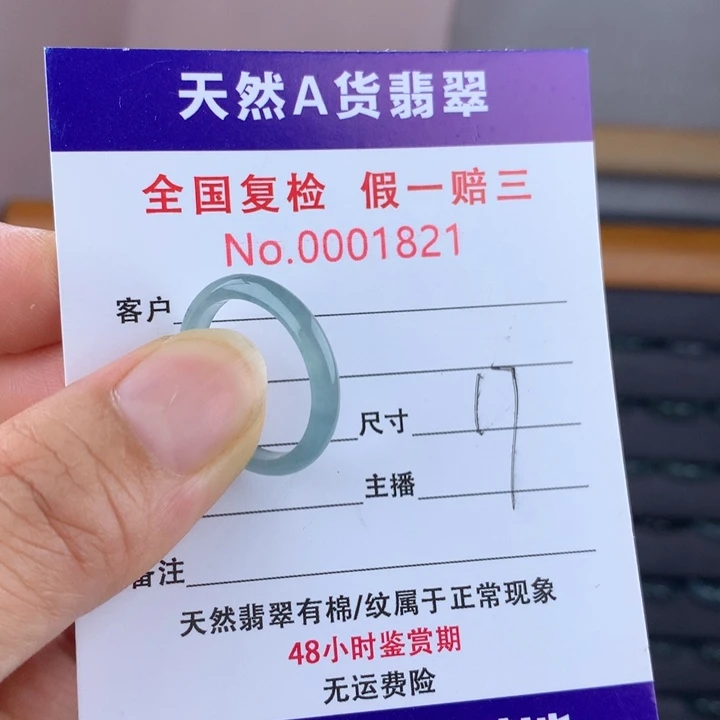 天然A货翡翠
全国复检 假一赔三
No.0001821
客户
尺寸
主播
备注
天然翡翠有棉/纹属于正常现象
48小时鉴赏期
无运费险